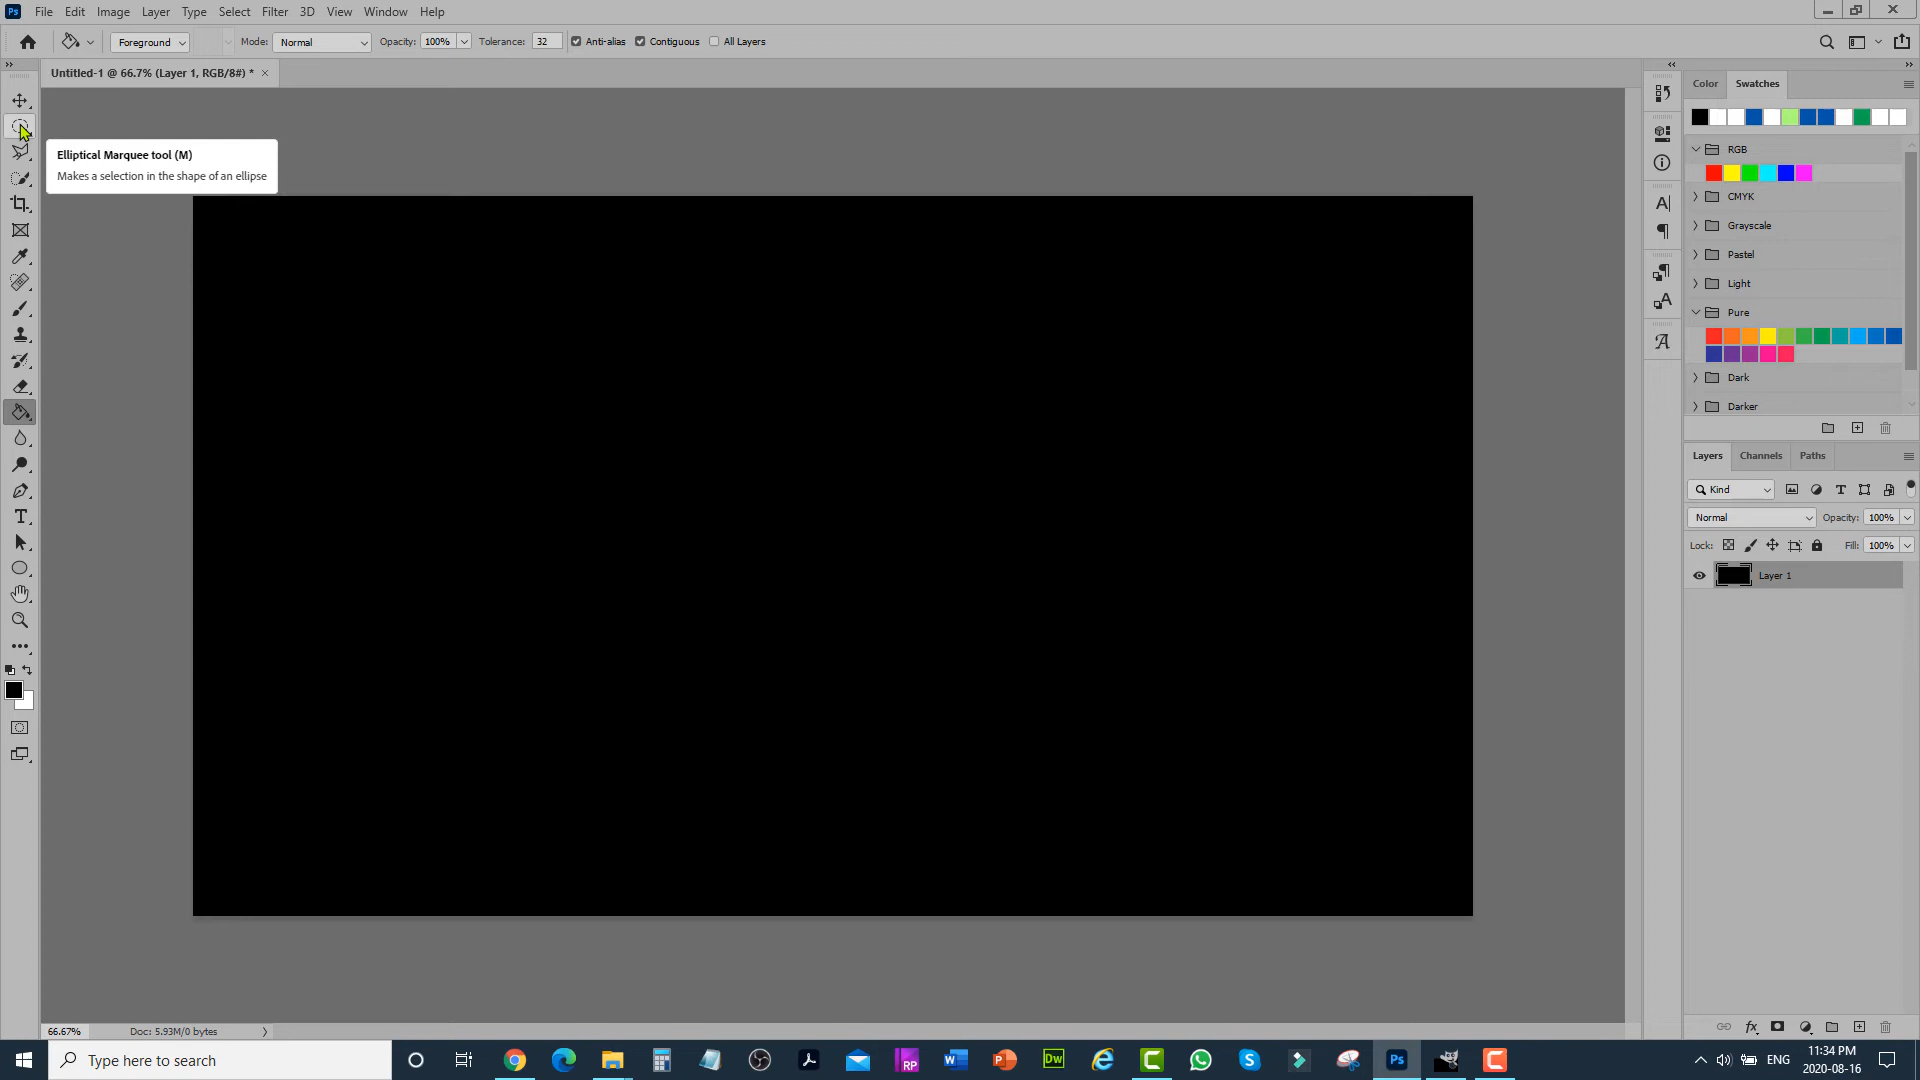 Ps File Edit Image Layer Type Select Filter 3D View Window Help
Foreground Mode: Normal Opacity: 100% Tolerance: 32 Anti-alias Contiguous All Layers
Untitled-1 @ 66.7% (Layer 1, RGB/8#) * ×
Elliptical Marquee tool (M)
Makes a selection in the shape of an ellipse
Color Swatches
RGB
CMYK
Grayscale
Pastel
Light
Pure
Dark
Darker
Layers Channels Paths
Kind
Normal Opacity: 100%
Lock: Fill: 100%
Layer 1
66.67% Doc: 5.93M/0 bytes
Type here to search
RP
Dw
Ps
ENG
11:34 PM
2020-08-16